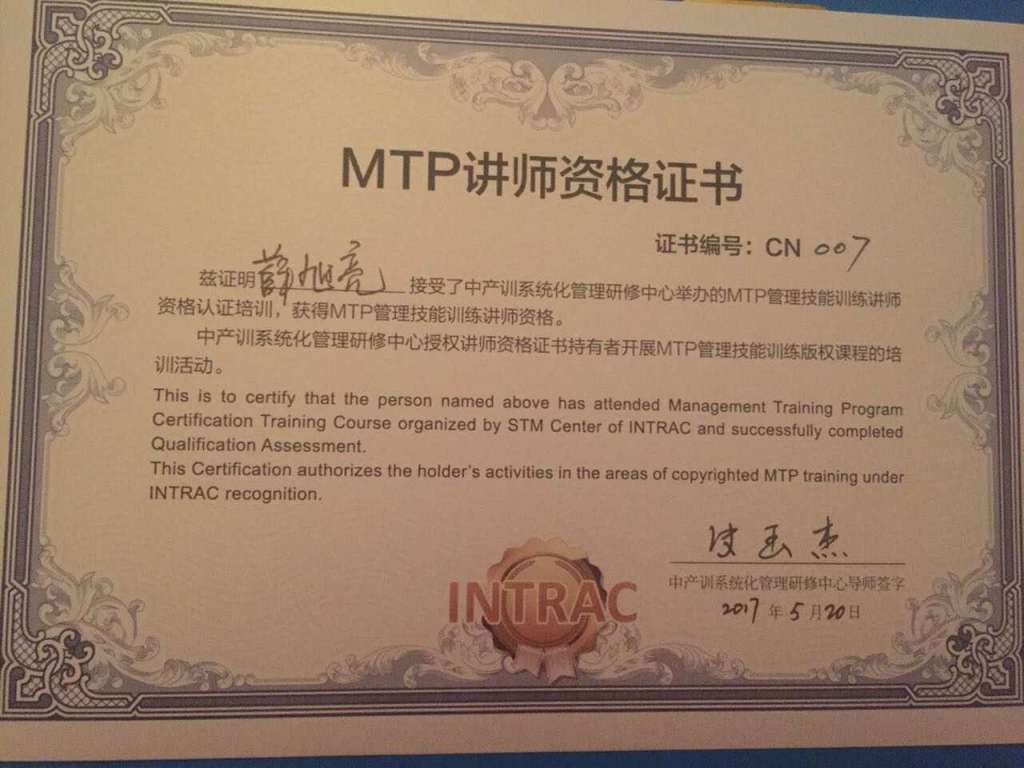 MTP讲师资格证书
证书编号：CN 007
兹证明薛旭亮接受了中产训系统化管理研修中心举办的MTP管理技能训练讲师
资格认证培训，获得MTP管理技能训练讲师资格。
中产训系统化管理研修中心授权讲师资格证书持有者开展MTP管理技能训练版权课程的培
训活动。
This is to certify that the person named above has attended Management Training Program
Certification Training Course organized by STM Center of INTRAC and successfully completed
Qualification Assessment.
This Certification authorizes the holder's activities in the areas of copyrighted MTP training under
INTRAC recognition.
玉杰
中产训系统化管理研修中心导师签字
INTRAC
2017 年 5 月 20 日